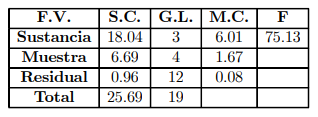 F.V. S.C. G.L. M.C. F
Sustancia 18.04 3 6.01 75.13
Muestra 6.69 4 1.67
Residual 0.96 12 0.08
Total 25.69 19